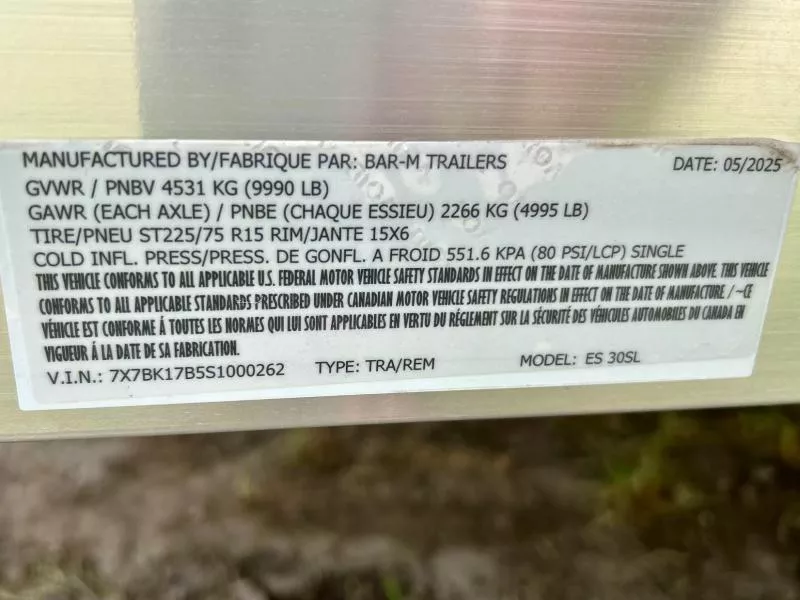 MANUFACTURED BY/FABRIQUE PAR: BAR-M TRAILERS DATE: 05/2025
GVWR / PNBV 4531 KG (9990 LB)
GAWR (EACH AXLE) / PNBE (CHAQUE ESSIEU) 2266 KG (4995 LB)
TIRE/PNEU ST225/75 R15 RIM/JANTE 15X6
COLD INFL. PRESS/PRESS. DE GONFL. A FROID 551.6 KPA (80 PSI/LCP) SINGLE
THIS VEHICLE CONFORMS TO ALL APPLICABLE U.S. FEDERAL MOTOR VEHICLE SAFETY STANDARDS IN EFFECT ON THE DATE OF MANUFACTURE SHOWN ABOVE. THIS VEHICLE
CONFORMS TO ALL APPLICABLE STANDARDS PRESCRIBED UNDER CANADIAN MOTOR VEHICLE SAFETY REGULATIONS IN EFFECT ON THE DATE OF MANUFACTURE / ~CE
VÉHICLE EST CONFORME À TOUTES LES NORMES QUI LUI SONT APPLICABLES EN VERTU DU RÉGLEMENT SUR LA SÉCURITÉ DES VÉHICULES AUTOMOBILES DU CANADA EN
VIGUEUR À LA DATE DE SA FABRICATION.
V.I.N.: 7X7BK17B5S1000262 TYPE: TRA/REM MODEL: ES 30SL